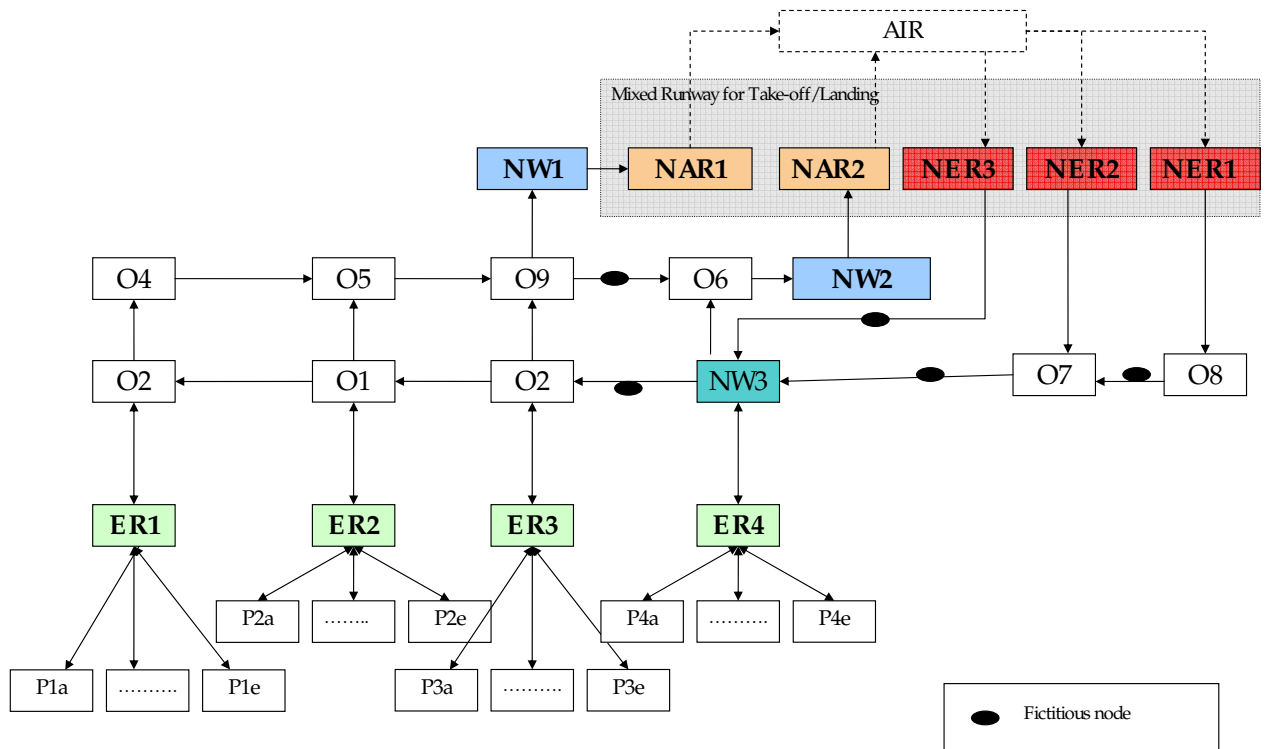 AIR
Mixed Runway for Take-off/Landing
NW1
NAR1
NAR2
NER3
NER2
NER1
O4
O5
O9
O6
NW2
O2
O1
O2
NW3
O7
O8
ER1
ER2
ER3
ER4
P2a
........
P2e
P4a
..........
P4e
P1a
..........
P1e
P3a
..........
P3e
Fictitious node